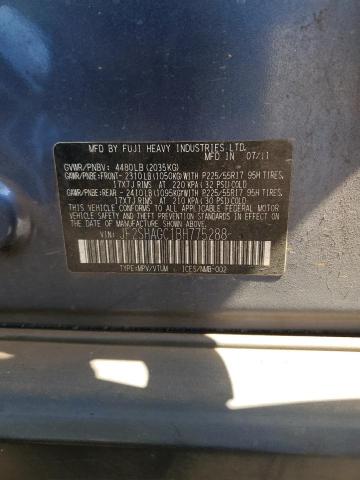 MFD BY FUJI HEAVY INDUSTRIES LTD.
MFD IN 07/11
GVWR/PNBV: 4480LB(2035KG)
GAWR/PNBE:FRONT-2310LB(1050KG)WITH P225/55R17 95H TIRES,
17X7J RIMS AT 220 KPA(32 PSI)COLD
GAWR/PNBE:REAR-2410LB(1095KG)WITH P225/55R17 95H TIRES,
17X7J RIMS AT 210 KPA(30 PSI)COLD
THIS VEHICLE CONFORMS TO ALL APPLICABLE FEDERAL
MOTOR VEHICLE SAFETY, BUMPER, AND THEFT
PREVENTION STANDARDS IN EFFECT ON THE DATE OF
MANUFACTURE SHOWN ABOVE.
VIN: JF2SHAGC1BH775288
TYPE:MPV/VTUM ICES/NMB-002